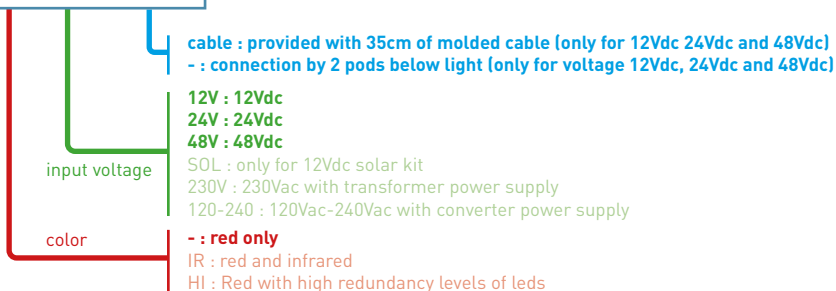 cable : provided with 35cm of molded cable (only for 12Vdc 24Vdc and 48Vdc)
- : connection by 2 pods below light (only for voltage 12Vdc, 24Vdc and 48Vdc)
12V : 12Vdc
24V : 24Vdc
48V : 48Vdc
input voltage
SOL : only for 12Vdc solar kit
230V : 230Vac with transformer power supply
120-240 : 120Vac-240Vac with converter power supply
color
- : red only
IR : red and infrared
HI : Red with high redundancy levels of leds